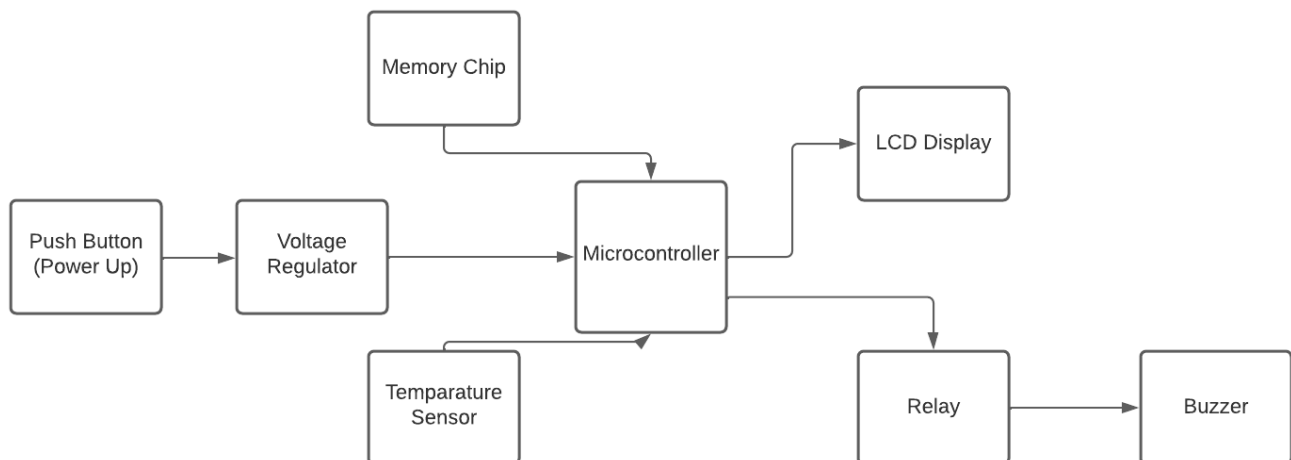 Memory Chip
LCD Display
Push Button
(Power Up)
Voltage
Regulator
Microcontroller
Temparature
Sensor
Relay
Buzzer